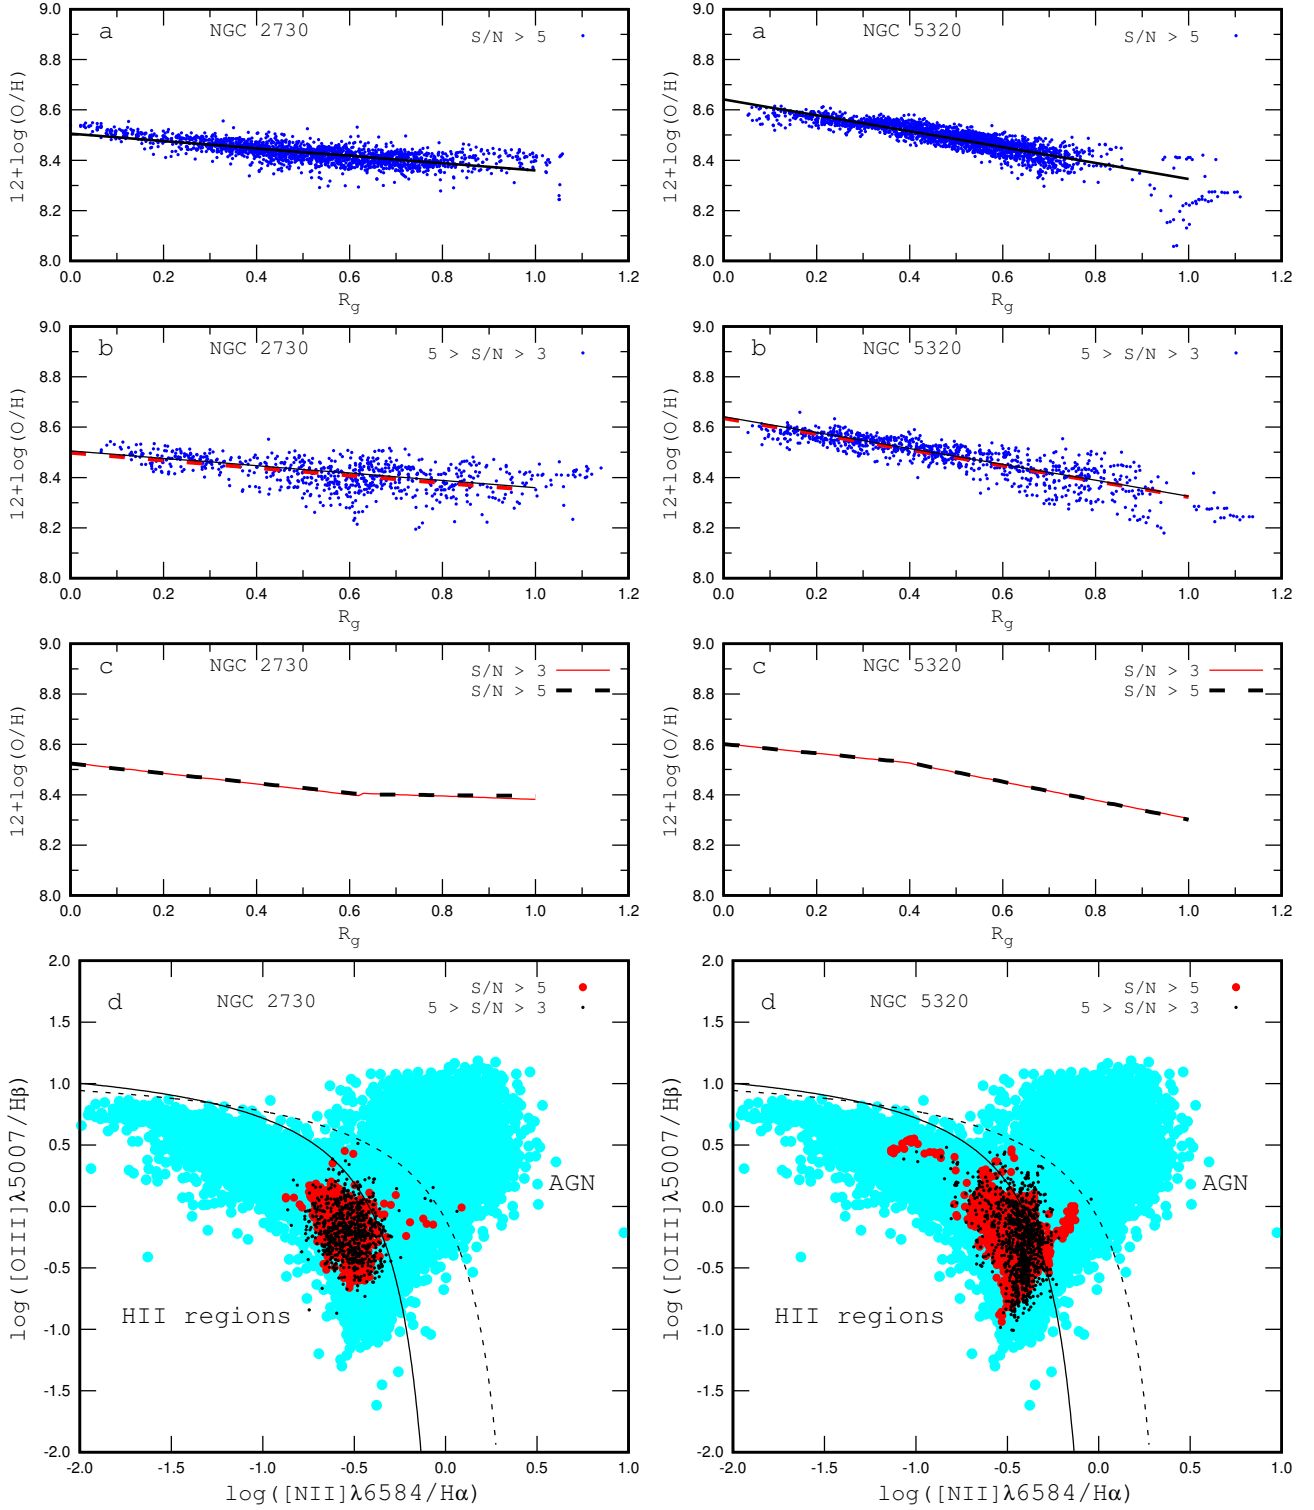 a NGC 2730 S/N > 5
12+log(O/H)
9.0
8.8
8.6
8.4
8.2
8.0
0.0 0.2 0.4 0.6 0.8 1.0 1.2
R_g
a NGC 5320 S/N > 5
12+log(O/H)
9.0
8.8
8.6
8.4
8.2
8.0
0.0 0.2 0.4 0.6 0.8 1.0 1.2
R_g
b NGC 2730 5 > S/N > 3
12+log(O/H)
9.0
8.8
8.6
8.4
8.2
8.0
0.0 0.2 0.4 0.6 0.8 1.0 1.2
R_g
b NGC 5320 5 > S/N > 3
12+log(O/H)
9.0
8.8
8.6
8.4
8.2
8.0
0.0 0.2 0.4 0.6 0.8 1.0 1.2
R_g
c NGC 2730 S/N > 3
S/N > 5
12+log(O/H)
9.0
8.8
8.6
8.4
8.2
8.0
0.0 0.2 0.4 0.6 0.8 1.0 1.2
R_g
c NGC 5320 S/N > 3
S/N > 5
12+log(O/H)
9.0
8.8
8.6
8.4
8.2
8.0
0.0 0.2 0.4 0.6 0.8 1.0 1.2
R_g
d NGC 2730 S/N > 5
5 > S/N > 3
log([OIII]λ5007/Hβ)
2.0
1.5
1.0
0.5
0.0
-0.5
-1.0
-1.5
-2.0
AGN
HII regions
-2.0 -1.5 -1.0 -0.5 0.0 0.5 1.0
log([NII]λ6584/Hα)
d NGC 5320 S/N > 5
5 > S/N > 3
log([OIII]λ5007/Hβ)
2.0
1.5
1.0
0.5
0.0
-0.5
-1.0
-1.5
-2.0
AGN
HII regions
-2.0 -1.5 -1.0 -0.5 0.0 0.5 1.0
log([NII]λ6584/Hα)